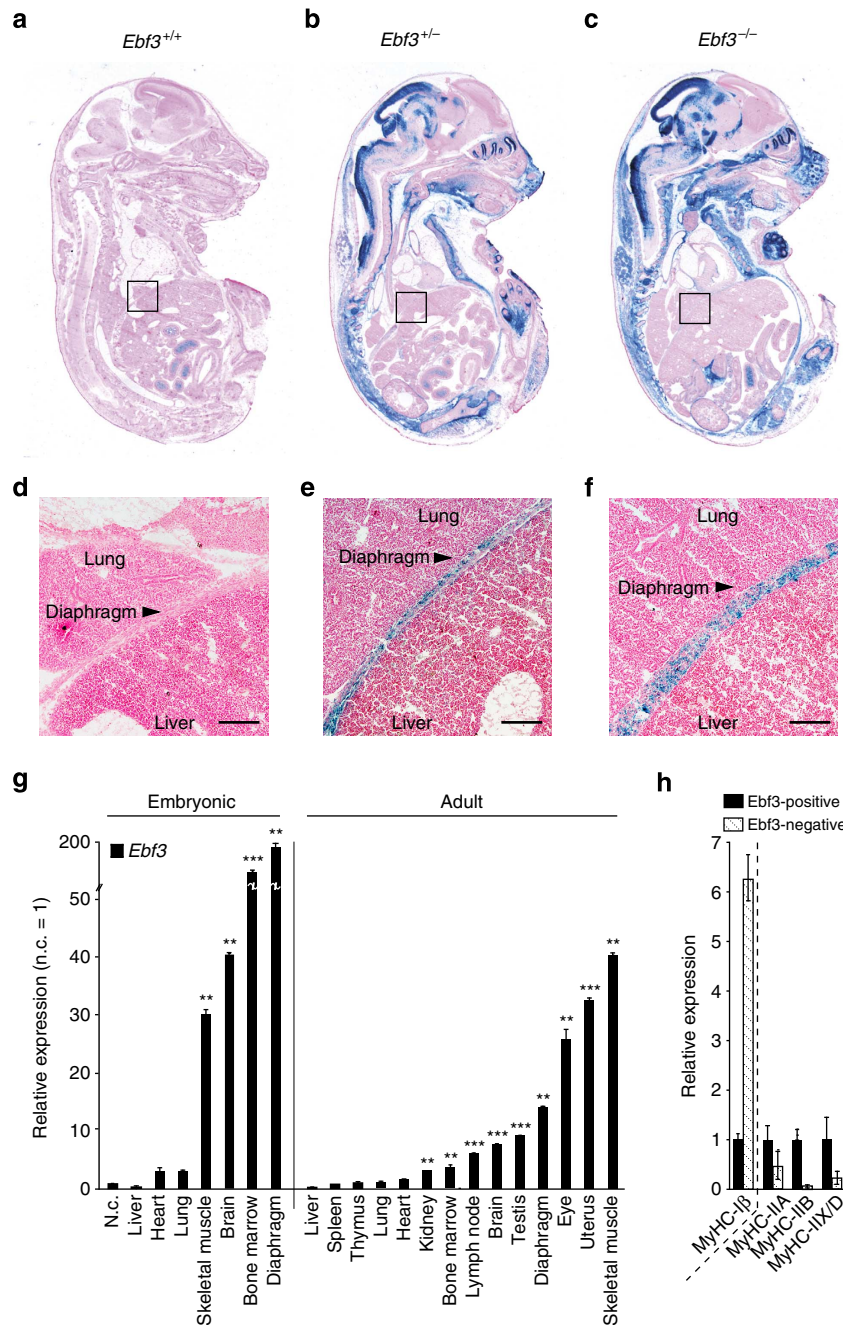 a
b
c
Ebf3+/+
Ebf3+/–
Ebf3–/–
d
e
f
Lung
Diaphragm
Liver
Lung
Diaphragm
Liver
Lung
Diaphragm
Liver
g
Embryonic
Adult
Ebf3
Relative expression (n.c. = 1)
200
50
40
30
20
10
0
**
**
***
**
**
**
***
***
***
**
**
***
**
N.c.
Liver
Heart
Lung
Skeletal muscle
Brain
Bone marrow
Diaphragm
Liver
Spleen
Thymus
Lung
Heart
Kidney
Bone marrow
Lymph node
Brain
Testis
Diaphragm
Eye
Uterus
Skeletal muscle
h
Ebf3-positive
Ebf3-negative
Relative expression
7
6
5
4
3
2
1
0
MyHC-Iβ
MyHC-IIA
MyHC-IIB
MyHC-IIX/D